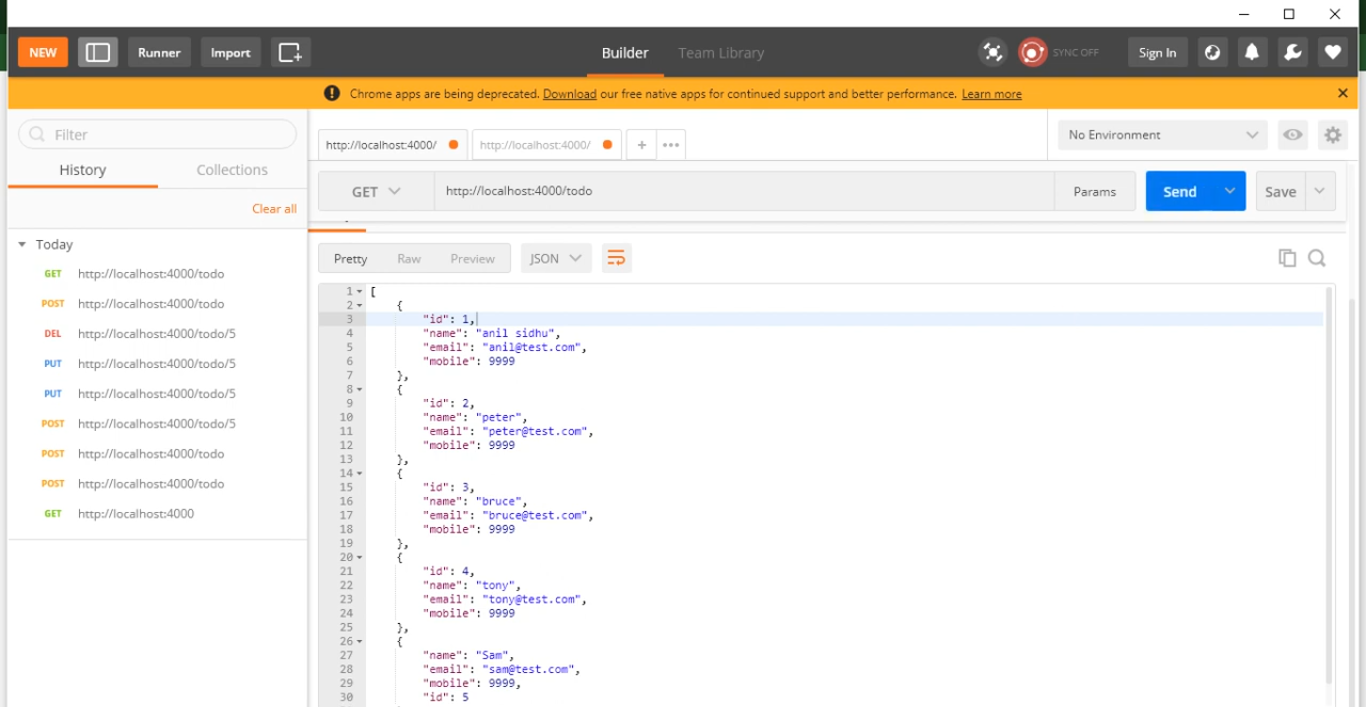 NEW Runner Import Builder Team Library SYNC OFF Sign In
Chrome apps are being deprecated. Download our free native apps for continued support and better performance. Learn more
Filter
History Collections
Clear all
Today
GET http://localhost:4000/todo
POST http://localhost:4000/todo
DEL http://localhost:4000/todo/5
PUT http://localhost:4000/todo/5
PUT http://localhost:4000/todo/5
POST http://localhost:4000/todo/5
POST http://localhost:4000/todo
POST http://localhost:4000/todo
GET http://localhost:4000
http://localhost:4000/ http://localhost:4000/ + ••• No Environment
GET http://localhost:4000/todo Params Send Save
Pretty Raw Preview JSON
1 [
2 {
3 "id": 1,
4 "name": "anil sidhu",
5 "email": "anil@test.com",
6 "mobile": 9999
7 },
8 {
9 "id": 2,
10 "name": "peter",
11 "email": "peter@test.com",
12 "mobile": 9999
13 },
14 {
15 "id": 3,
16 "name": "bruce",
17 "email": "bruce@test.com",
18 "mobile": 9999
19 },
20 {
21 "id": 4,
22 "name": "tony",
23 "email": "tony@test.com",
24 "mobile": 9999
25 },
26 {
27 "name": "Sam",
28 "email": "sam@test.com",
29 "mobile": 9999,
30 "id": 5